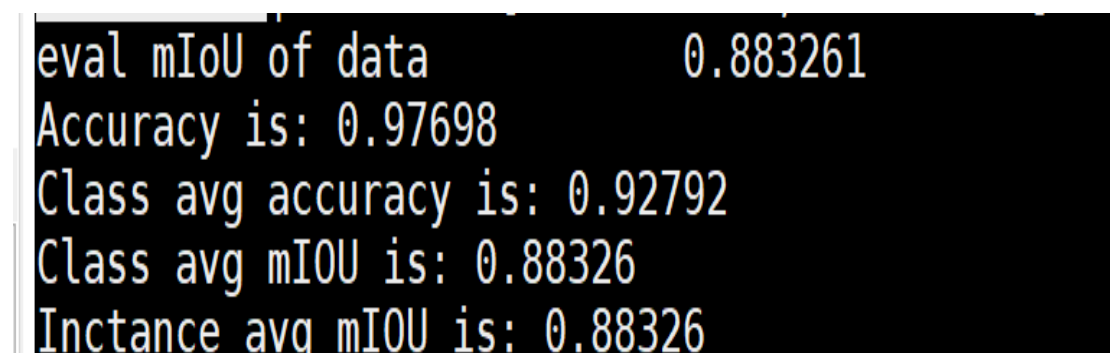 eval mIoU of data 0.883261
Accuracy is: 0.97698
Class avg accuracy is: 0.92792
Class avg mIOU is: 0.88326
Inctance avg mIOU is: 0.88326